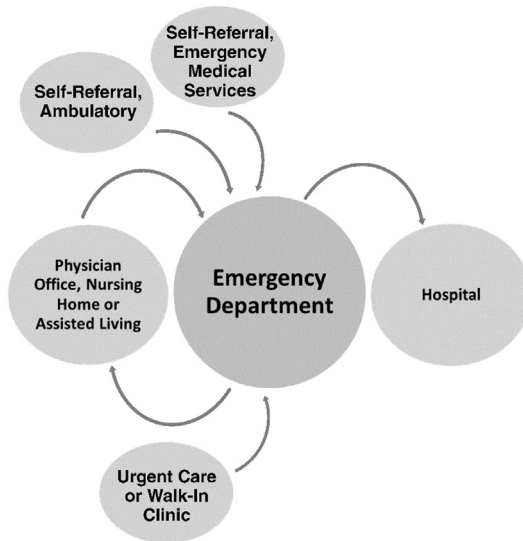 Self-Referral,
Emergency
Medical
Services
Self-Referral,
Ambulatory
Physician
Office, Nursing
Home or
Assisted Living
Emergency
Department
Hospital
Urgent Care
or Walk-In
Clinic